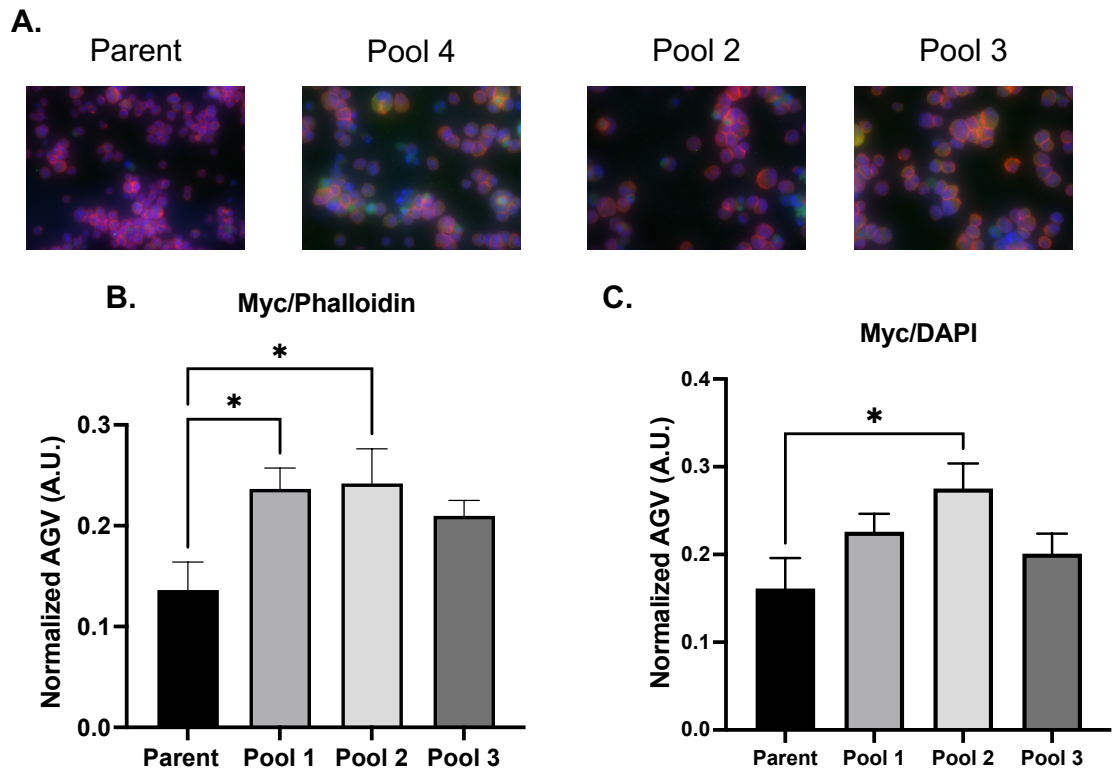 A.
Parent Pool 4 Pool 2 Pool 3
B.
Myc/Phalloidin
*
*
Normalized AGV (A.U.)
0.3
0.2
0.1
0.0
Parent Pool 1 Pool 2 Pool 3
C.
Myc/DAPI
*
Normalized AGV (A.U.)
0.4
0.3
0.2
0.1
0.0
Parent Pool 1 Pool 2 Pool 3